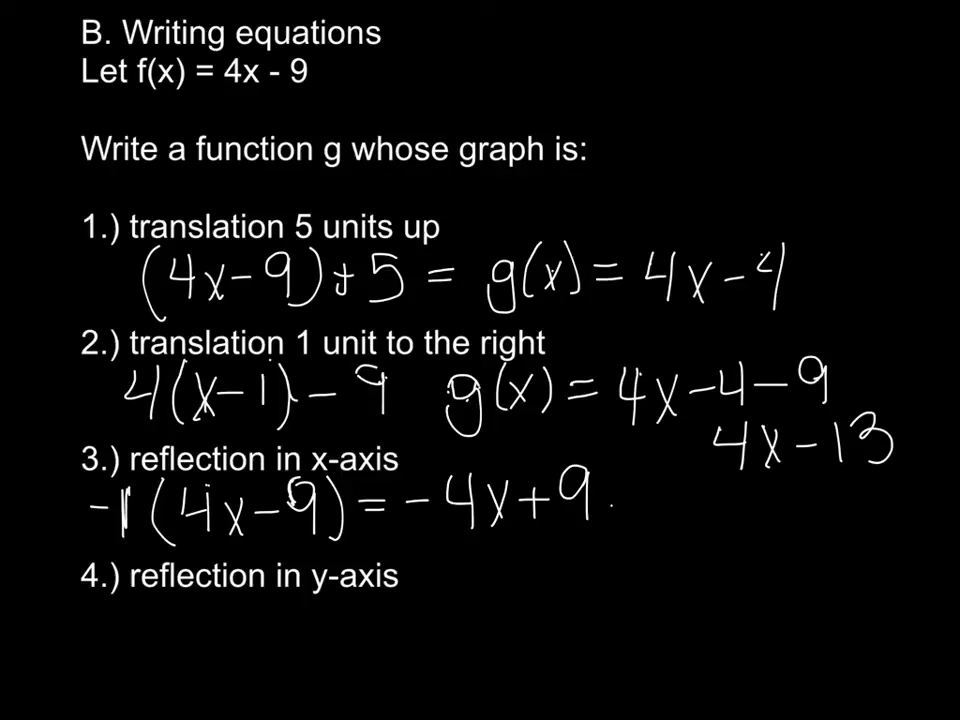 B. Writing equations
Let f(x) = 4x - 9
Write a function g whose graph is:
1.) translation 5 units up
(4x - 9) + 5 = g(x) = 4x - 4
2.) translation 1 unit to the right
4(x - 1) - 9 g(x) = 4x - 4 - 9
4x - 13
3.) reflection in x-axis
-1(4x - 9) = -4x + 9
4.) reflection in y-axis